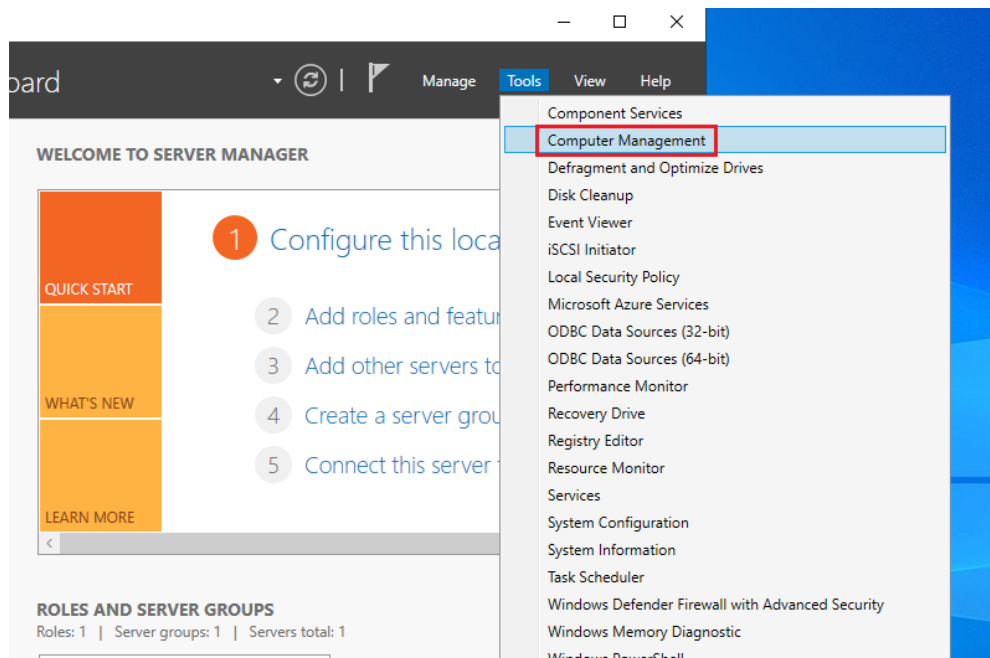 Manage Tools View Help
WELCOME TO SERVER MANAGER
QUICK START
WHAT'S NEW
LEARN MORE
1 Configure this loca
2 Add roles and featur
3 Add other servers to
4 Create a server grou
5 Connect this server
ROLES AND SERVER GROUPS
Roles: 1 | Server groups: 1 | Servers total: 1
Component Services
Computer Management
Defragment and Optimize Drives
Disk Cleanup
Event Viewer
iSCSI Initiator
Local Security Policy
Microsoft Azure Services
ODBC Data Sources (32-bit)
ODBC Data Sources (64-bit)
Performance Monitor
Recovery Drive
Registry Editor
Resource Monitor
Services
System Configuration
System Information
Task Scheduler
Windows Defender Firewall with Advanced Security
Windows Memory Diagnostic
Windows PowerShell